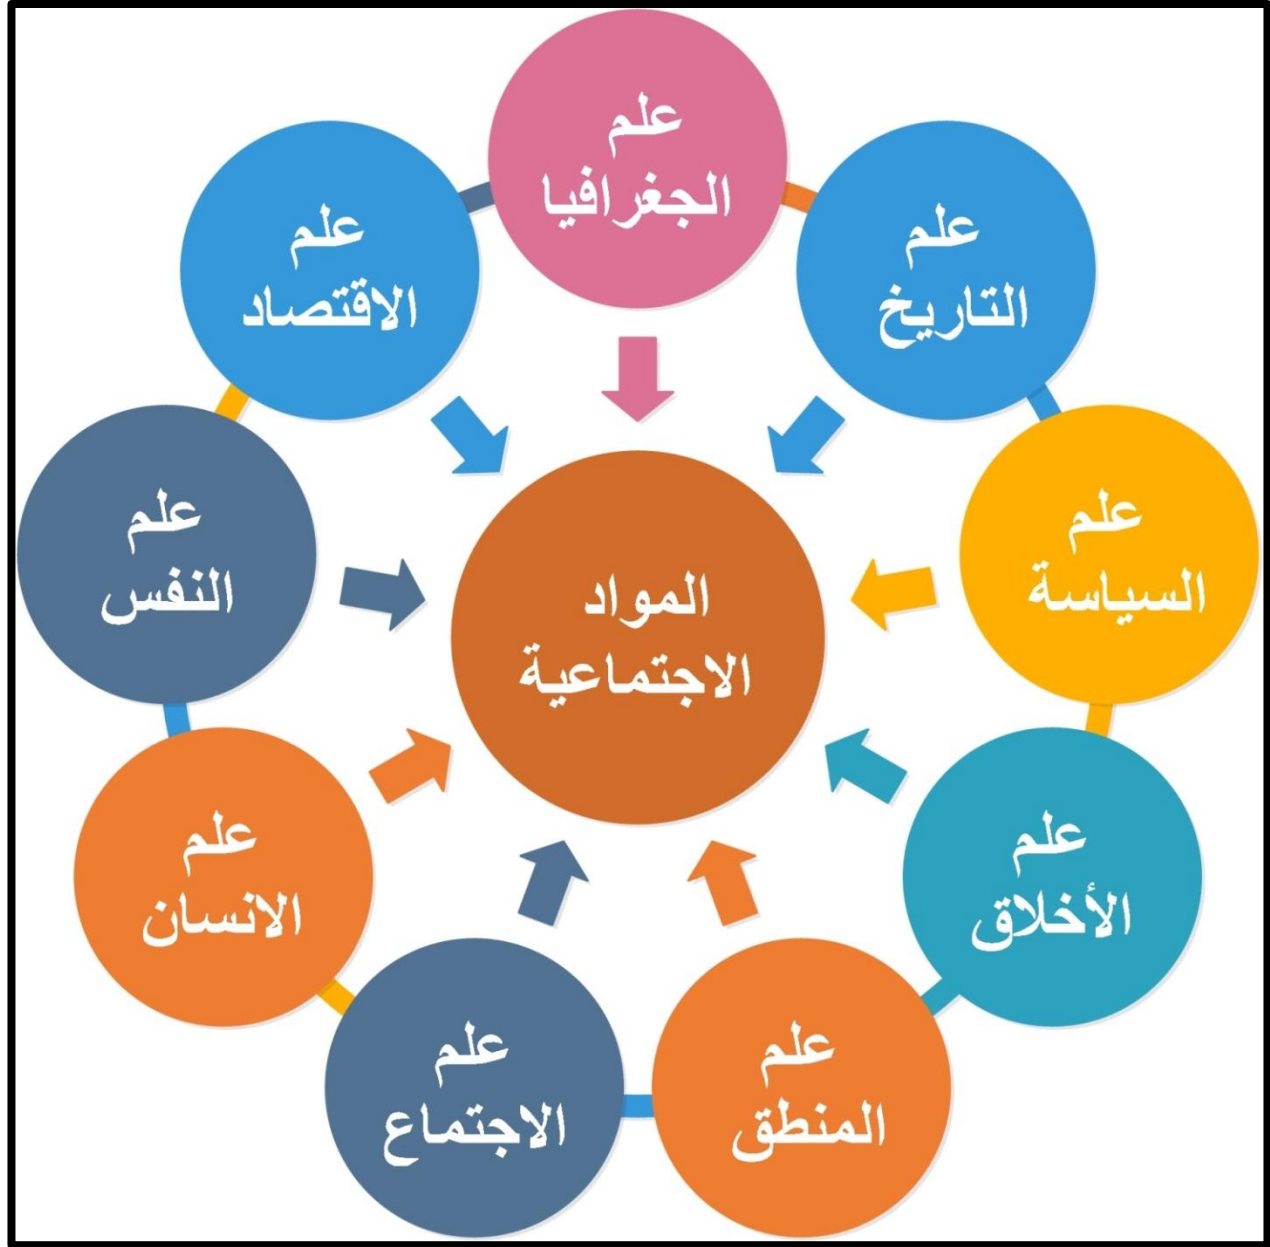 علم
الجغرافيا
علم
التاريخ
علم
السياسة
علم
الأخلاق
علم
المنطق
علم
الاجتماع
علم
الانسان
علم
النفس
علم
الاقتصاد
المواد
الاجتماعية